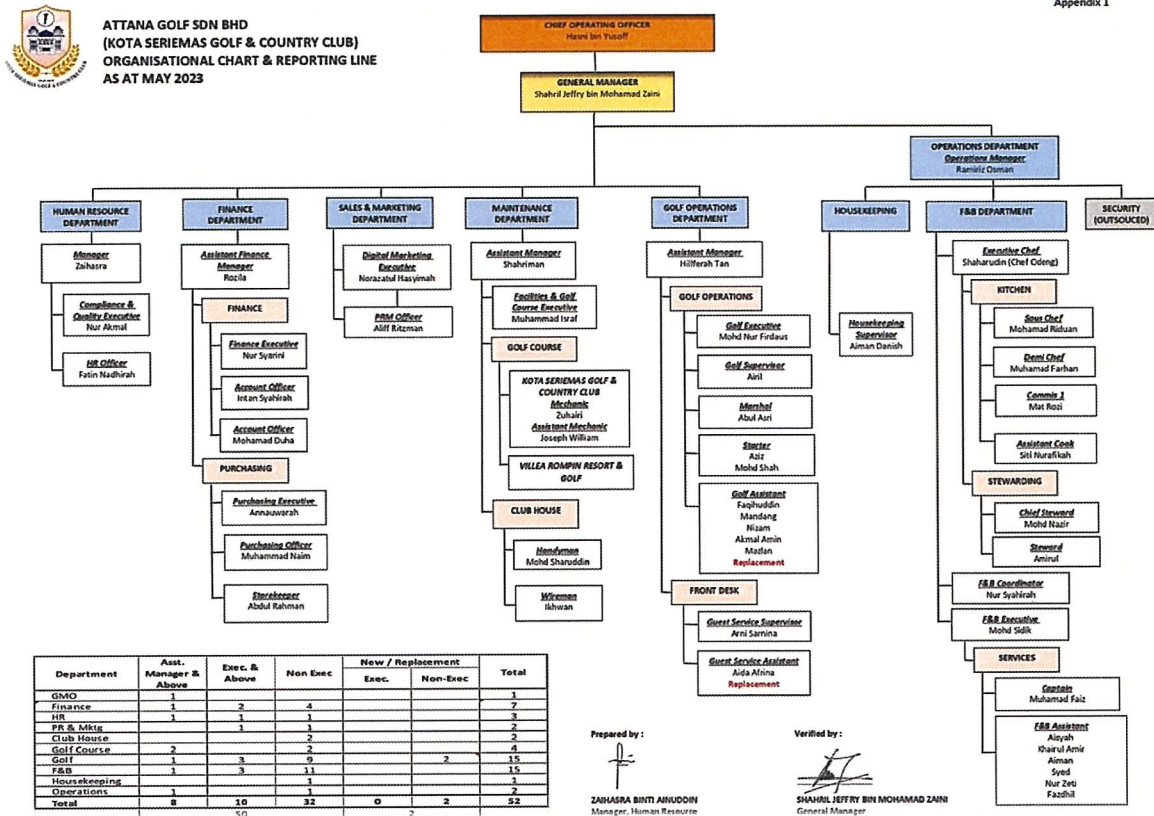 Appendix 1
ATTANA GOLF SDN BHD
(KOTA SERIEMAS GOLF & COUNTRY CLUB)
ORGANISATIONAL CHART & REPORTING LINE
AS AT MAY 2023
CHIEF OPERATING OFFICER
Hasni bin Yusoff
GENERAL MANAGER
Shahril Jeffry bin Mohamad Zaini
OPERATIONS DEPARTMENT
Operations Manager
Ramiriz Osman
HUMAN RESOURCE
DEPARTMENT
Manager
Zaihasra
Compliance &
Quality Executive
Nur Akmal
HR Officer
Fatin Nadhirah
FINANCE
DEPARTMENT
Assistant Finance
Manager
Rozila
FINANCE
Finance Executive
Nur Syarini
Account Officer
Intan Syahirah
Account Officer
Mohamad Duha
PURCHASING
Purchasing Executive
Annauwarah
Purchasing Officer
Muhammad Naim
Storekeeper
Abdul Rahman
SALES & MARKETING
DEPARTMENT
Digital Marketing
Executive
Norazatul Hasyimah
PRM Officer
Aliff Ritzman
MAINTENANCE
DEPARTMENT
Assistant Manager
Shahriman
Facilities & Golf
Course Executive
Muhammad Israf
GOLF COURSE
KOTA SERIEMAS GOLF &
COUNTRY CLUB
Mechanic
Zuhairi
Assistant Mechanic
Joseph William
VILLEA ROMPIN RESORT &
GOLF
CLUB HOUSE
Handyman
Mohd Sharuddin
Wireman
Ikhwan
GOLF OPERATIONS
DEPARTMENT
Assistant Manager
Hillferah Tan
GOLF OPERATIONS
Golf Executive
Mohd Nur Firdaus
Golf Supervisor
Airil
Marshal
Abul Asri
Starter
Aziz
Mohd Shah
Golf Assistant
Faqihuddin
Mandang
Nizam
Akmal Amin
Mazlan
Replacement
FRONT DESK
Guest Service Supervisor
Arni Samina
Guest Service Assistant
Aida Afrina
Replacement
HOUSEKEEPING
Housekeeping
Supervisor
Aiman Danish
F&B DEPARTMENT
Executive Chef
Shaharudin (Chef Odeng)
KITCHEN
Sous Chef
Mohamad Riduan
Demi Chef
Muhamad Farhan
Commis 1
Mat Rozi
Assistant Cook
Siti Nurafikah
STEWARDING
Chief Steward
Mohd Nazir
Steward
Amirul
F&B Coordinator
Nur Syahirah
F&B Executive
Mohd Sidik
SERVICES
Captain
Muhamad Faiz
F&B Assistant
Aisyah
Khairul Amir
Aiman
Syed
Nur Zeti
Fazdhil
SECURITY
(OUTSOUCED)
Department Asst. Manager & Above Exec. & Above Non Exec New / Replacement Total
Exec. Non-Exec
GMO 1 1
Finance 1 2 4 7
HR 1 1 1 3
PR & Mktg 1 1 2
Club House 2 2
Golf Course 2 2 4
Golf 1 3 9 2 15
F&B 1 3 11 15
Housekeeping 1 1
Operations 1 1 2
Total 8 10 32 0 2 52
50 2
Prepared by :
ZAIHASRA BINTI AINUDDIN
Manager, Human Resource
Verified by :
SHAHRIL JEFFRY BIN MOHAMAD ZAINI
General Manager